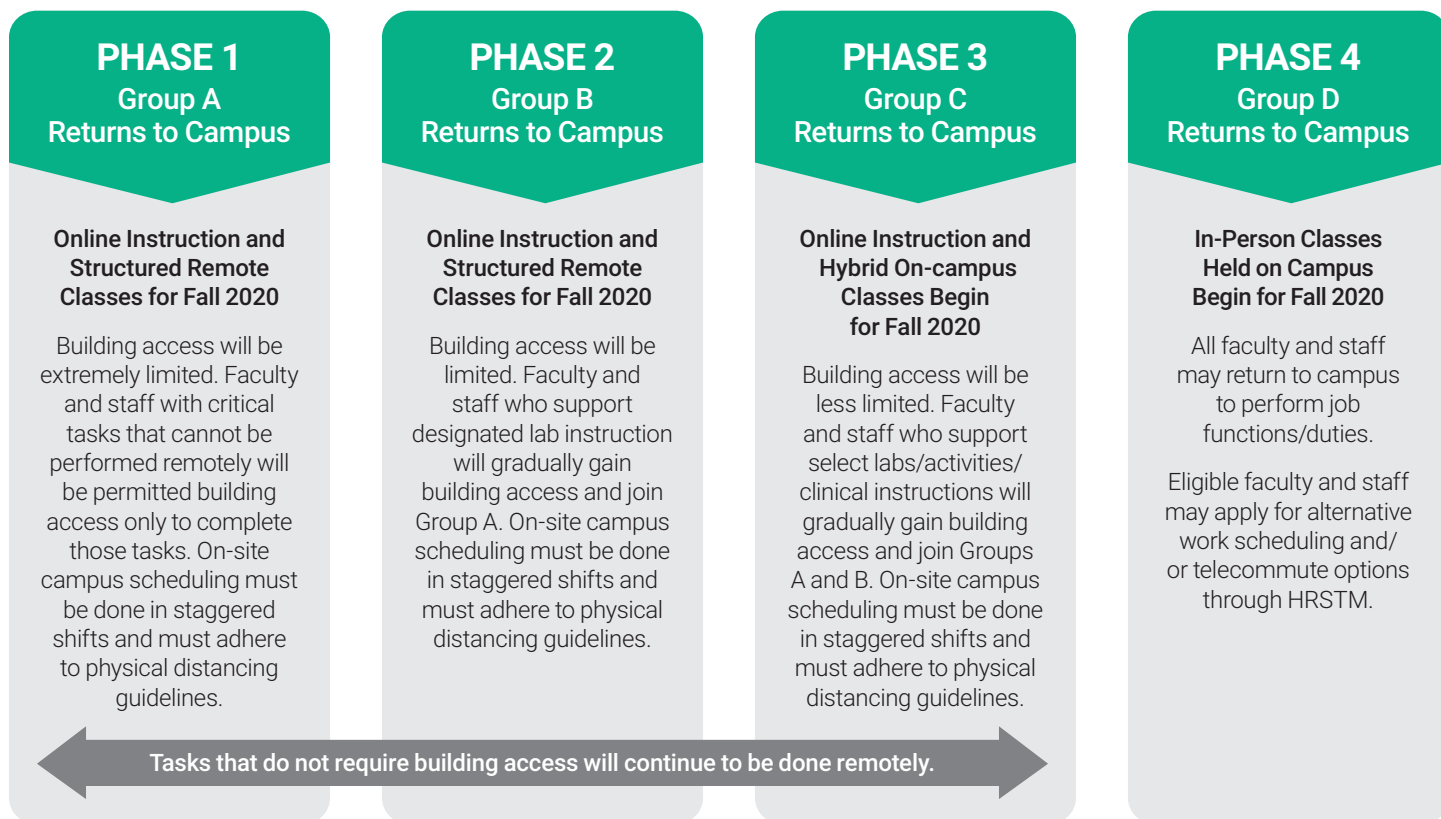 PHASE 1
Group A
Returns to Campus
Online Instruction and
Structured Remote
Classes for Fall 2020
Building access will be
extremely limited. Faculty
and staff with critical
tasks that cannot be
performed remotely will
be permitted building
access only to complete
those tasks. On-site
campus scheduling must
be done in staggered
shifts and must adhere
to physical distancing
guidelines.
PHASE 2
Group B
Returns to Campus
Online Instruction and
Structured Remote
Classes for Fall 2020
Building access will be
limited. Faculty and
staff who support
designated lab instruction
will gradually gain
building access and join
Group A. On-site campus
scheduling must be done
in staggered shifts and
must adhere to physical
distancing guidelines.
PHASE 3
Group C
Returns to Campus
Online Instruction and
Hybrid On-campus
Classes Begin
for Fall 2020
Building access will be
less limited. Faculty
and staff who support
select labs/activities/
clinical instructions will
gradually gain building
access and join Groups
A and B. On-site campus
scheduling must be done
in staggered shifts and
must adhere to physical
distancing guidelines.
PHASE 4
Group D
Returns to Campus
In-Person Classes
Held on Campus
Begin for Fall 2020
All faculty and staff
may return to campus
to perform job
functions/duties.
Eligible faculty and staff
may apply for alternative
work scheduling and/
or telecommute options
through HRSTM.
Tasks that do not require building access will continue to be done remotely.